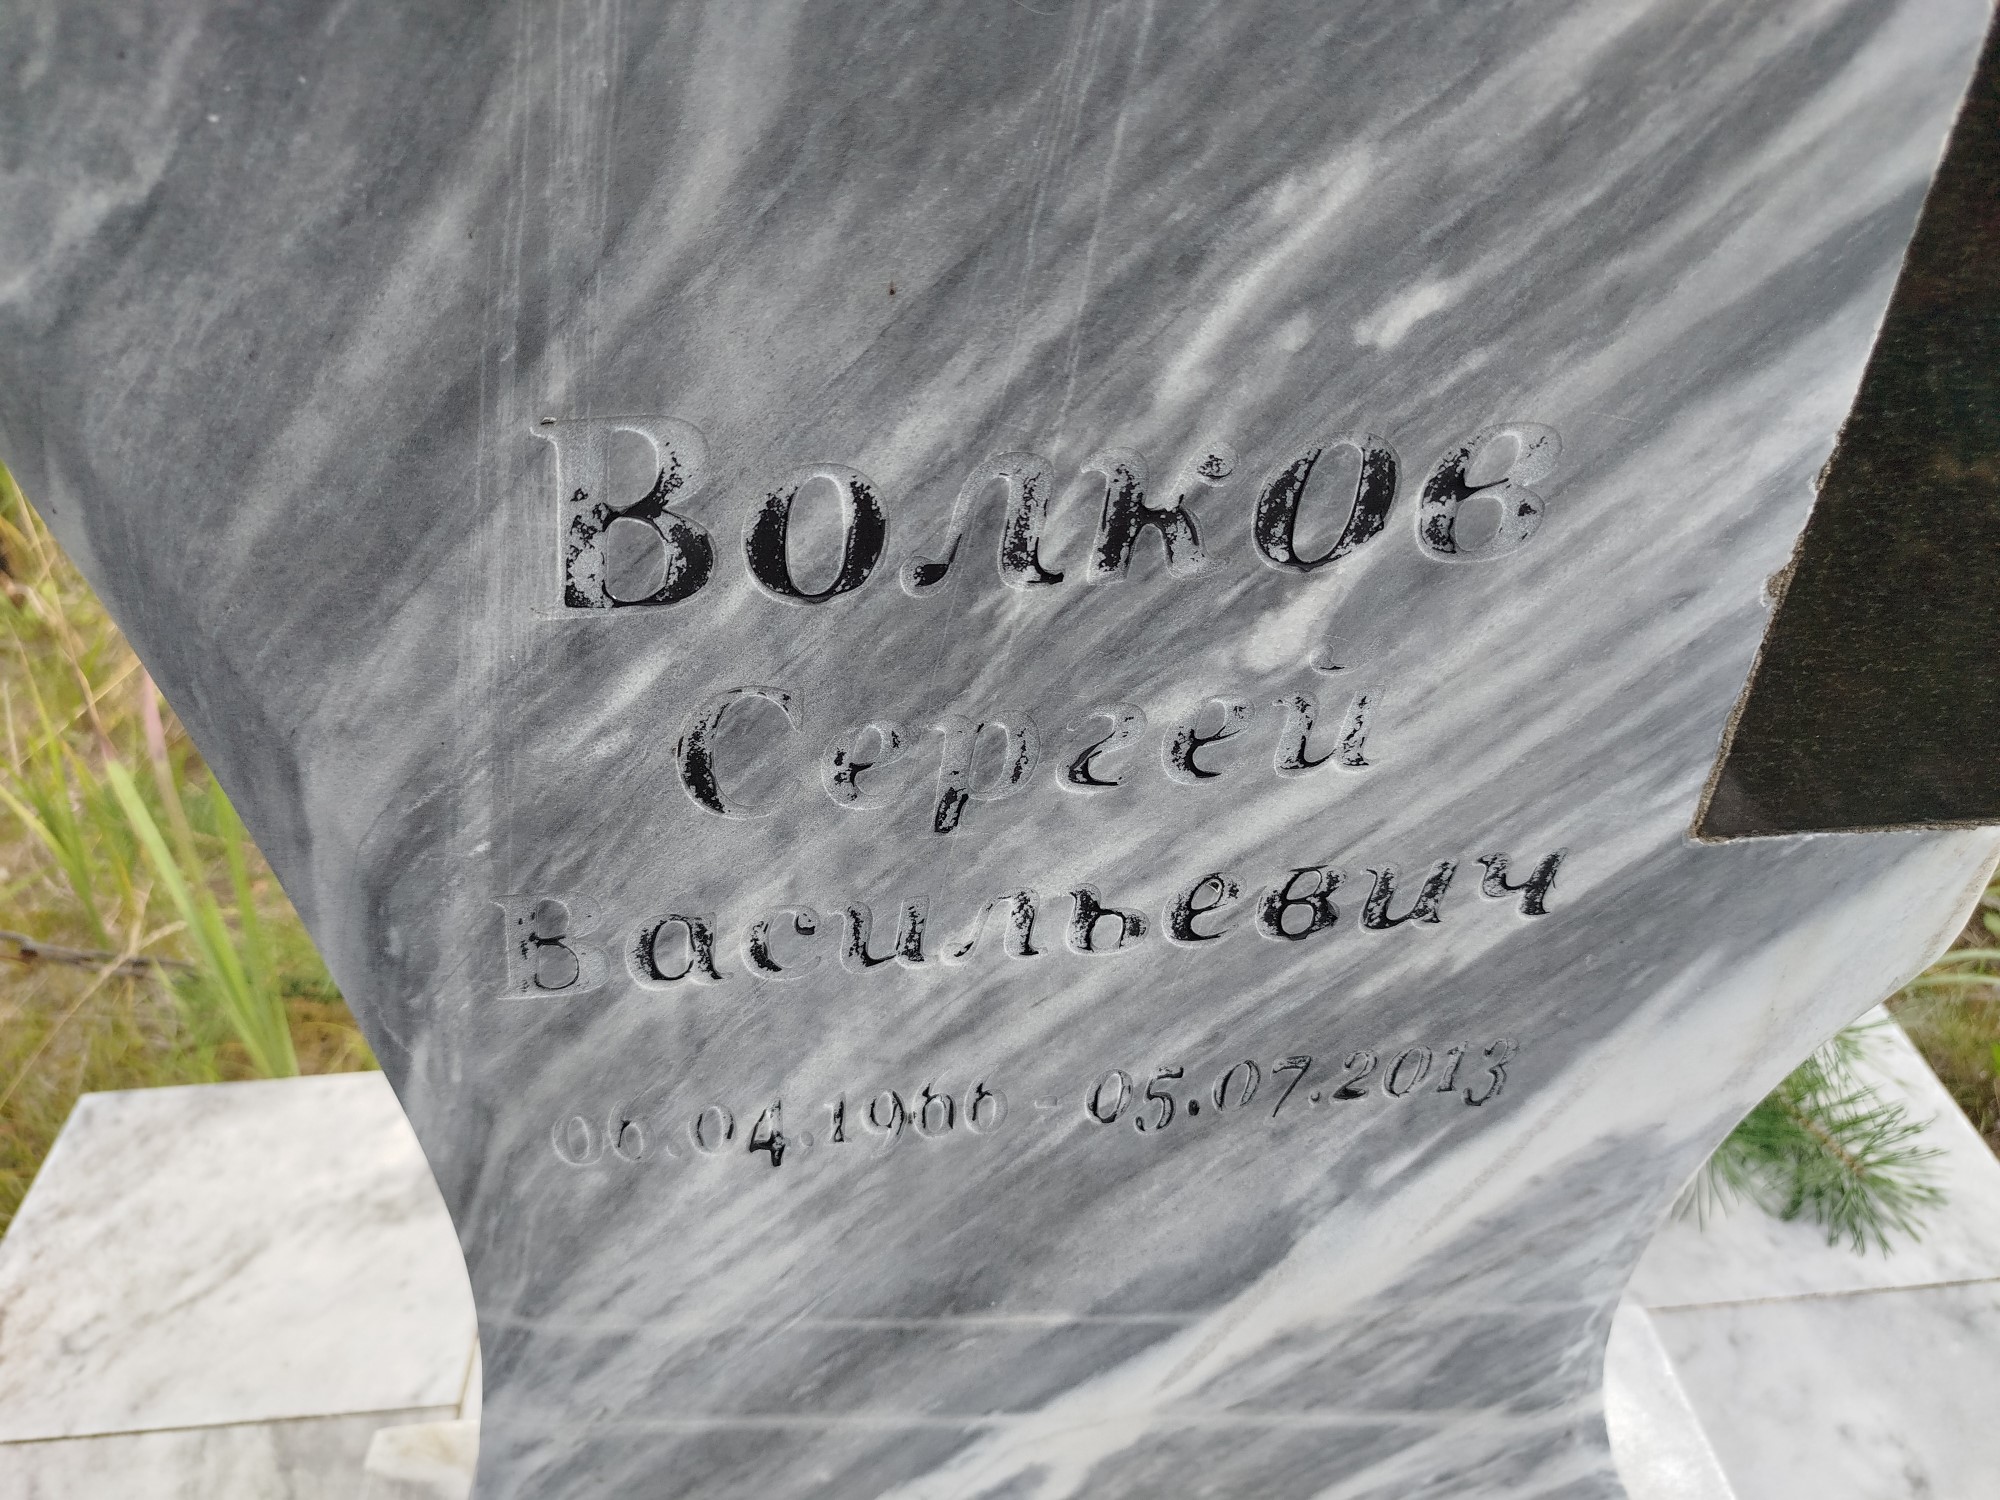 Волков
Сергей
Васильевич
06.04.1966 - 05.07.2013